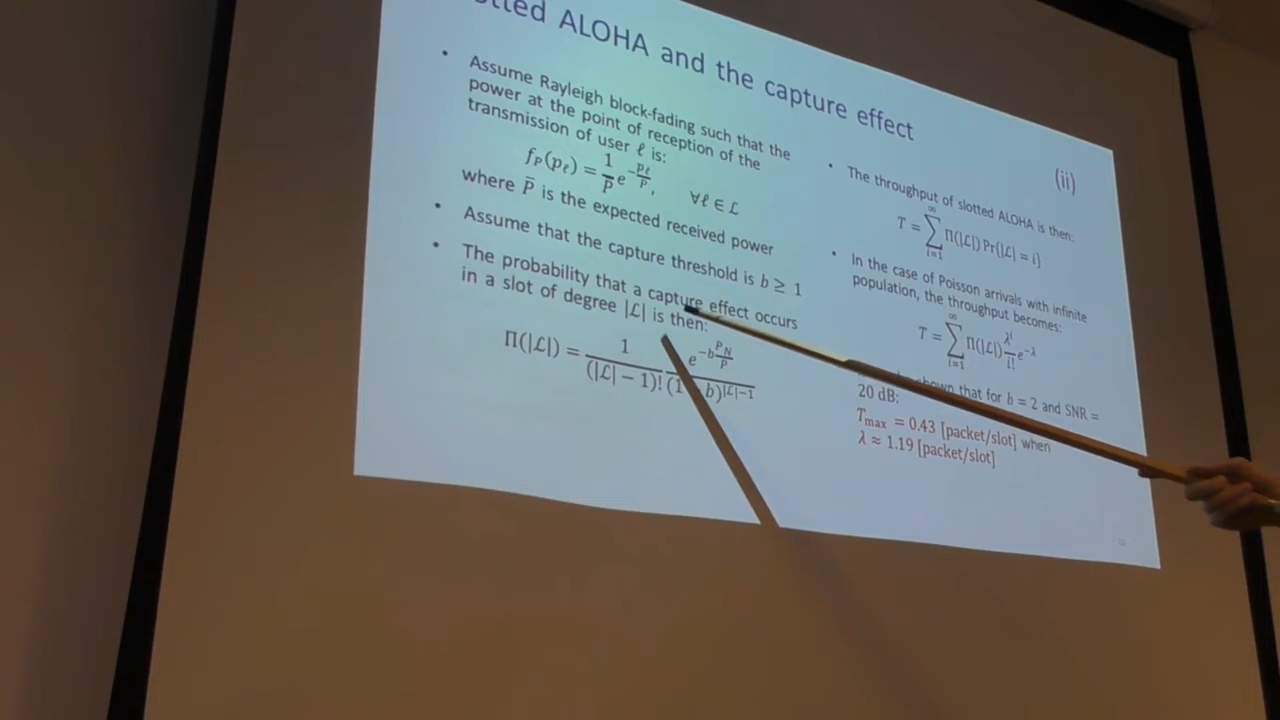 ALOHA and the capture effect
(ii)
• Assume Rayleigh block-fading such that the
power at the point of reception of the
transmission of user ℓ is:
f_P(p_ℓ) = 1/P̄ e^{-p_ℓ/P̄}, ∀ℓ ∈ ℒ
where P̄ is the expected received power
• Assume that the capture threshold is b ≥ 1
• The probability that a capture effect occurs
in a slot of degree |ℒ| is then:
Π(|ℒ|) = 1/(|ℒ| − 1)! e^{-b P_N/P̄}/(1 b)^{|ℒ|−1}
• The throughput of slotted ALOHA is then:
T = ∑_{i=1}^{∞} Π(|ℒ|) Pr{|ℒ| = i}
• In the case of Poisson arrivals with infinite
population, the throughput becomes:
T = ∑_{i=1}^{∞} Π(|ℒ|) λ^i/i! e^{-λ}
shown that for b = 2 and SNR =
20 dB:
T_max = 0.43 [packet/slot] when
λ ≈ 1.19 [packet/slot]